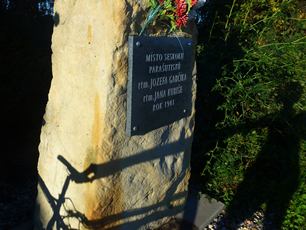 MÍSTO SESKOKU
PARAŠUTISTŮ
rtm. JOZEFA GABČÍKA
rtm. JANA KUBIŠE
ROK 1941